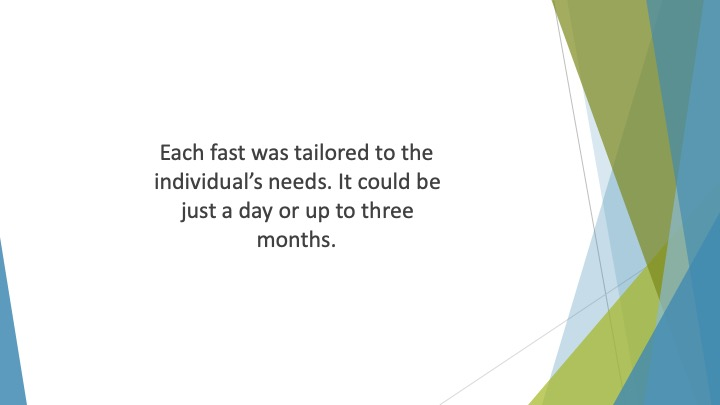 Each fast was tailored to the
individual’s needs. It could be
just a day or up to three
months.